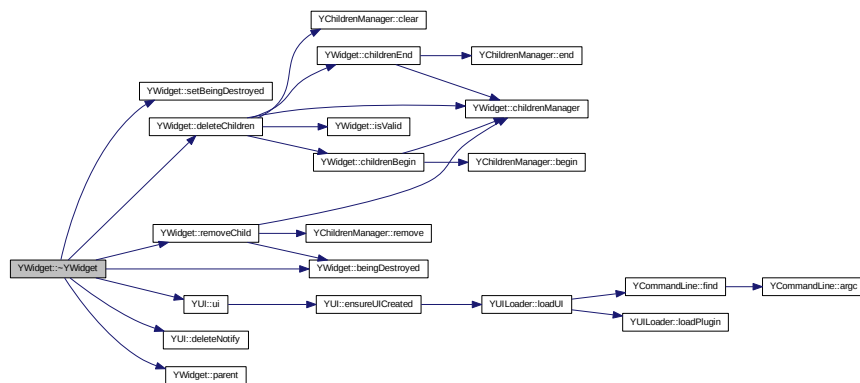 YChildrenManager::clear
YWidget::childrenEnd
YChildrenManager::end
YWidget::setBeingDestroyed
YWidget::childrenManager
YWidget::deleteChildren
YWidget::isValid
YWidget::childrenBegin
YChildrenManager::begin
YWidget::removeChild
YChildrenManager::remove
YWidget::~YWidget
YWidget::beingDestroyed
YCommandLine::find
YCommandLine::argc
YUI::ui
YUI::ensureUICreated
YUILoader::loadUI
YUILoader::loadPlugin
YUI::deleteNotify
YWidget::parent